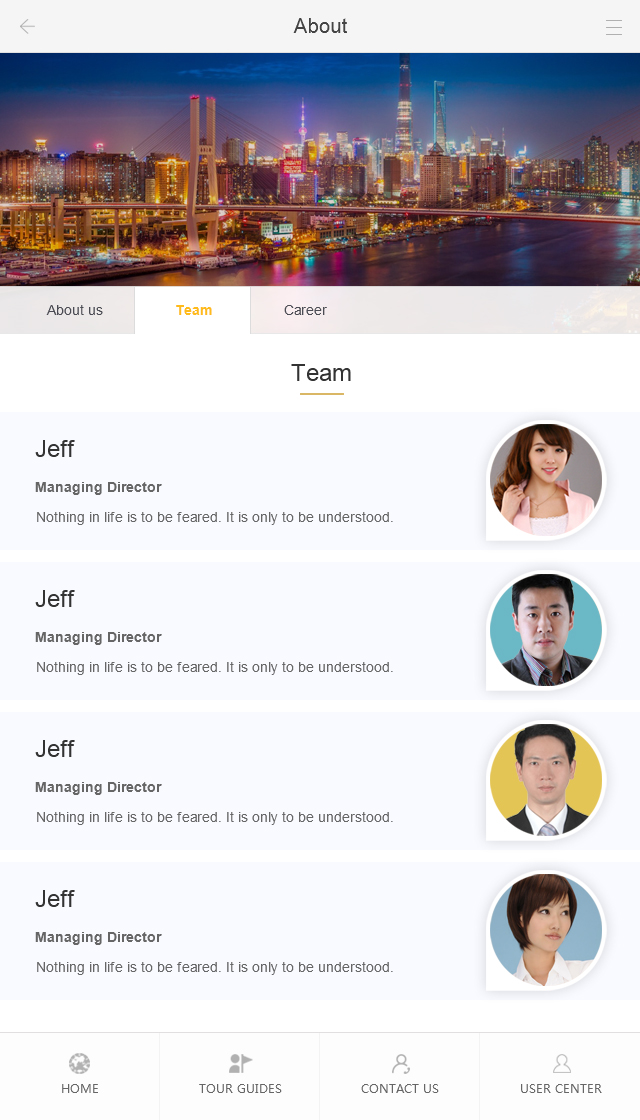 About
About us
Team
Career
Team
Jeff
Managing Director
Nothing in life is to be feared. It is only to be understood.
Jeff
Managing Director
Nothing in life is to be feared. It is only to be understood.
Jeff
Managing Director
Nothing in life is to be feared. It is only to be understood.
Jeff
Managing Director
Nothing in life is to be feared. It is only to be understood.
HOME
TOUR GUIDES
CONTACT US
USER CENTER